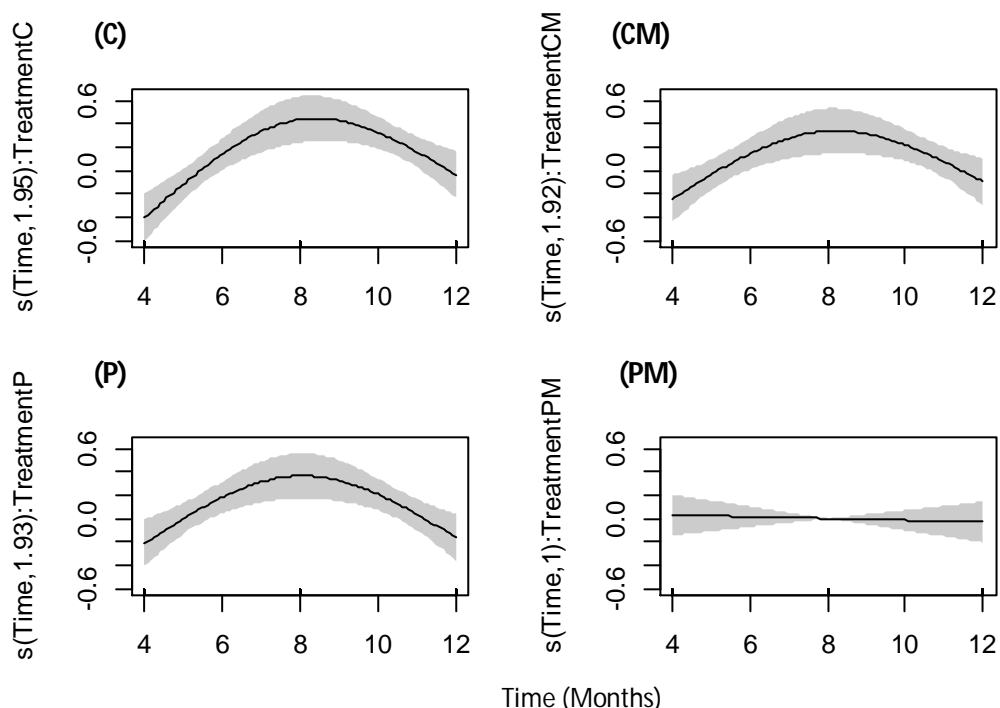 (C)
s(Time,1.95):TreatmentC
0.6
0.0
-0.6
4 6 8 10 12
(CM)
s(Time,1.92):TreatmentCM
0.6
0.0
-0.6
4 6 8 10 12
(P)
s(Time,1.93):TreatmentP
0.6
0.0
-0.6
4 6 8 10 12
(PM)
s(Time,1):TreatmentPM
0.6
0.0
-0.6
4 6 8 10 12
Time (Months)